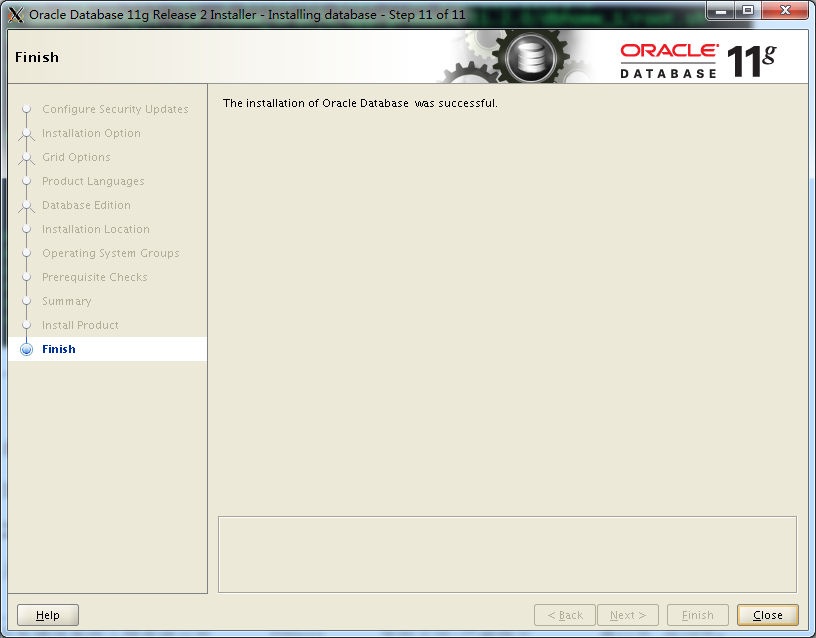 Oracle Database 11g Release 2 Installer - Installing database - Step 11 of 11
Finish
ORACLE
DATABASE
11g
Configure Security Updates
Installation Option
Grid Options
Product Languages
Database Edition
Installation Location
Operating System Groups
Prerequisite Checks
Summary
Install Product
Finish
The installation of Oracle Database was successful.
Help
< Back
Next >
Finish
Close